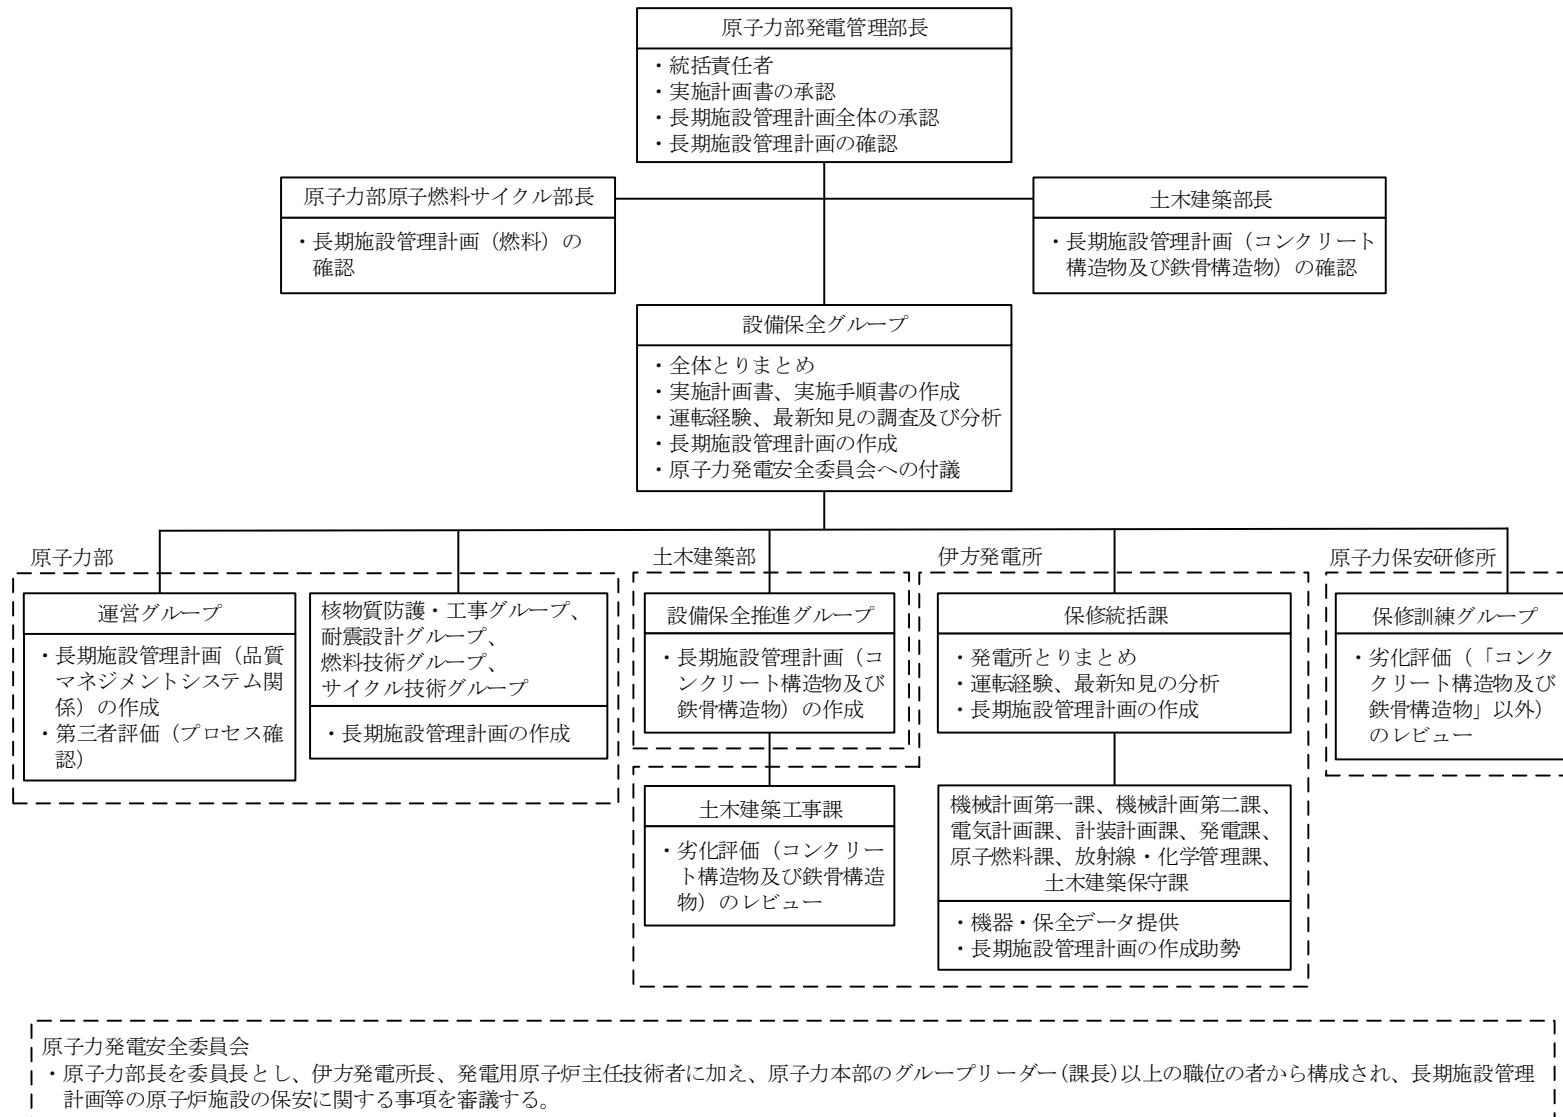 原子力部発電管理部長
・統括責任者
・実施計画書の承認
・長期施設管理計画全体の承認
・長期施設管理計画の確認
原子力部原子燃料サイクル部長
・長期施設管理計画（燃料）の
確認
土木建築部長
・長期施設管理計画（コンクリート
構造物及び鉄骨構造物）の確認
設備保全グループ
・全体とりまとめ
・実施計画書、実施手順書の作成
・運転経験、最新知見の調査及び分析
・長期施設管理計画の作成
・原子力発電安全委員会への付議
原子力部
運営グループ
・長期施設管理計画（品質
マネジメントシステム関
係）の作成
・第三者評価（プロセス確
認）
核物質防護・工事グループ、
耐震設計グループ、
燃料技術グループ、
サイクル技術グループ
・長期施設管理計画の作成
土木建築部
設備保全推進グループ
・長期施設管理計画（コ
ンクリート構造物及び
鉄骨構造物）の作成
土木建築工事課
・劣化評価（コンクリー
ト構造物及び鉄骨構造
物）のレビュー
伊方発電所
保修統括課
・発電所とりまとめ
・運転経験、最新知見の分析
・長期施設管理計画の作成
機械計画第一課、機械計画第二課、
電気計画課、計装計画課、発電課、
原子燃料課、放射線・化学管理課、
土木建築保守課
・機器・保全データ提供
・長期施設管理計画の作成助勢
原子力保安研修所
保修訓練グループ
・劣化評価（「コンク
クリート構造物及び
鉄骨構造物」以外）
のレビュー
原子力発電安全委員会
・原子力部長を委員長とし、伊方発電所長、発電用原子炉主任技術者に加え、原子力本部のグループリーダー(課長)以上の職位の者から構成され、長期施設管理
計画等の原子炉施設の保安に関する事項を審議する。